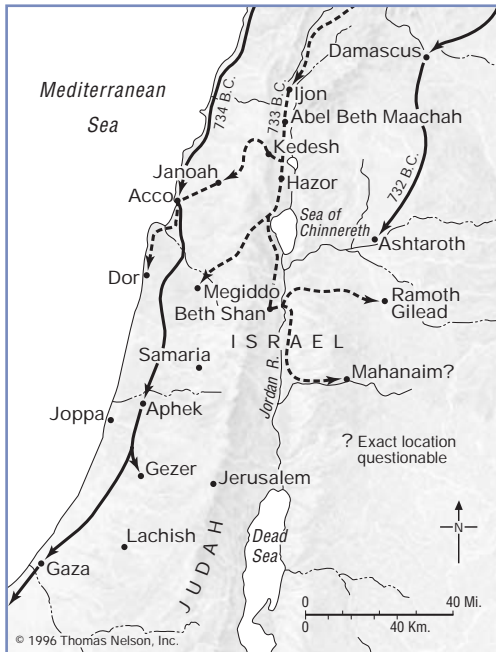 Damascus
Mediterranean
Sea
734 B.C.
733 B.C.
Ijon
Abel Beth Maachah
Kedesh
Janoah
Hazor
732 B.C.
Acco
Sea of
Chinnereth
Ashtaroth
Dor
Megiddo
Beth Shan
Ramoth
Gilead
ISRAEL
Samaria
Jordan R.
Mahanaim?
Joppa
Aphek
? Exact location
questionable
Gezer
Jerusalem
N
Lachish
Dead
Sea
Gaza
JUDAH
0 40 Mi.
0 40 Km.
© 1996 Thomas Nelson, Inc.